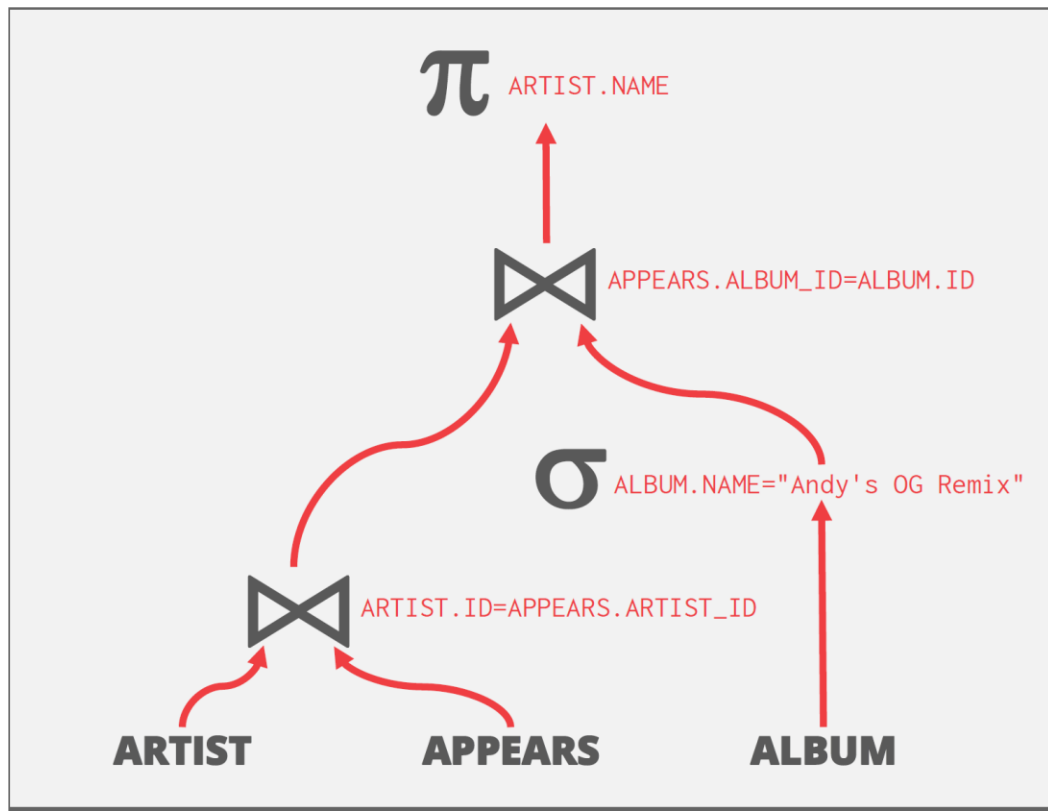 π ARTIST.NAME
⋈ APPEARS.ALBUM_ID=ALBUM.ID
σ ALBUM.NAME="Andy's OG Remix"
⋈ ARTIST.ID=APPEARS.ARTIST_ID
ARTIST APPEARS ALBUM